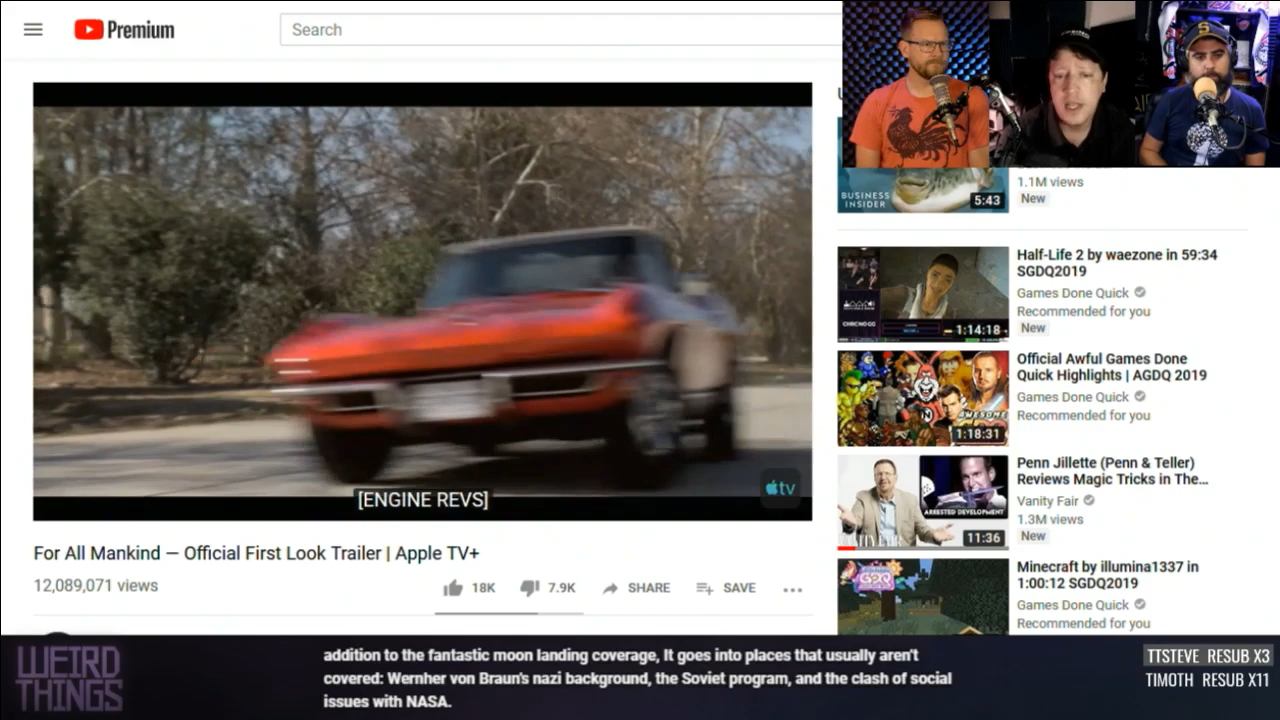 Premium
Search
BUSINESS
INSIDER
5:43
1.1M views
New
Half-Life 2 by waezone in 59:34
SGDQ2019
Games Done Quick
Recommended for you
New
1:14:18
Official Awful Games Done
Quick Highlights | AGDQ 2019
Games Done Quick
Recommended for you
1:18:31
Penn Jillette (Penn & Teller)
Reviews Magic Tricks in The...
Vanity Fair
1.3M views
New
ARRESTED DEVELOPMENT
11:36
Minecraft by illumina1337 in
1:00:12 SGDQ2019
Games Done Quick
Recommended for you
tv
[ENGINE REVS]
For All Mankind — Official First Look Trailer | Apple TV+
12,089,071 views
18K
7.9K
SHARE
SAVE
WEIRD
THINGS
addition to the fantastic moon landing coverage, It goes into places that usually aren't
covered: Wernher von Braun's nazi background, the Soviet program, and the clash of social
issues with NASA.
TTSTEVE RESUB X3
TIMOTH RESUB X11